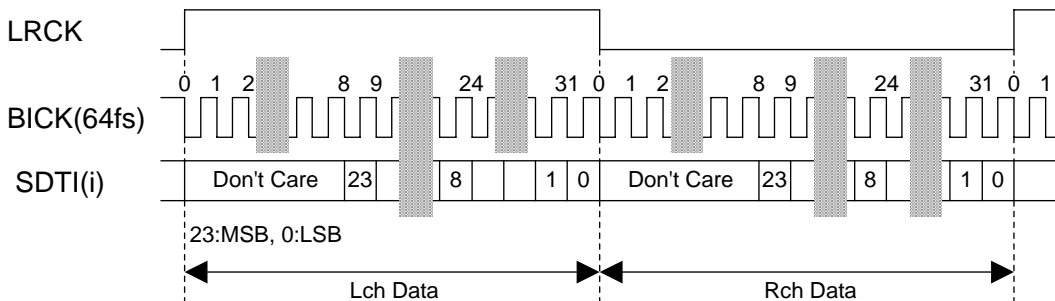 LRCK
0 1 2 8 9 24 31 0 1 2 8 9 24 31 0 1
BICK(64fs)
SDTI(i) Don't Care 23 8 1 0 Don't Care 23 8 1 0
23:MSB, 0:LSB
Lch Data Rch Data